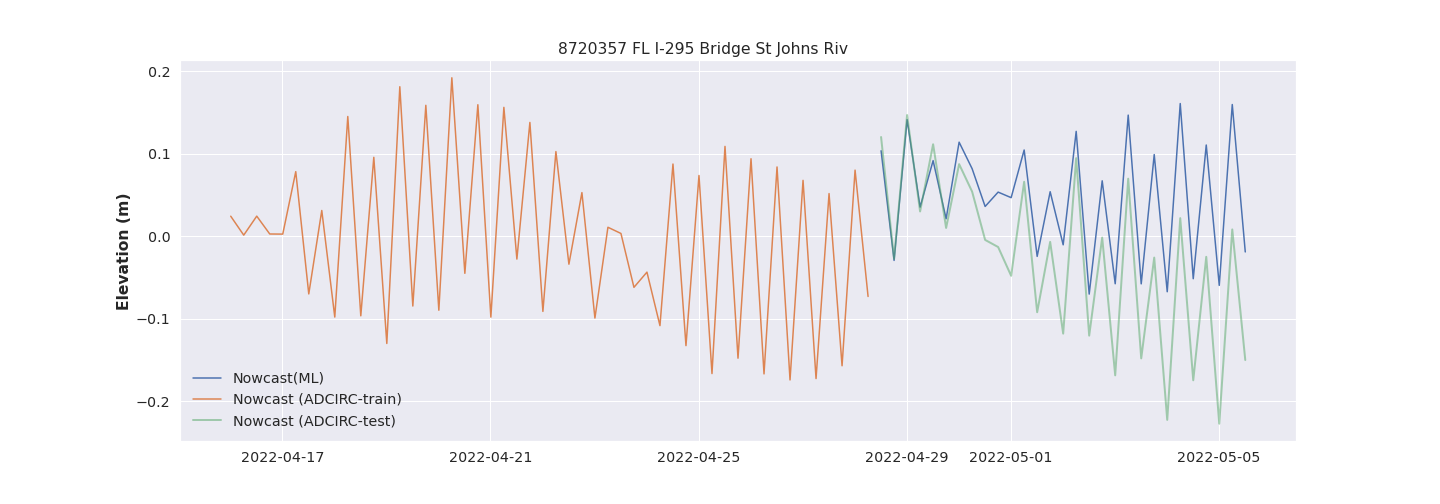 8720357 FL I-295 Bridge St Johns Riv
Elevation (m)
0.2
0.1
0.0
−0.1
−0.2
Nowcast(ML)
Nowcast (ADCIRC-train)
Nowcast (ADCIRC-test)
2022-04-17 2022-04-21 2022-04-25 2022-04-29 2022-05-01 2022-05-05